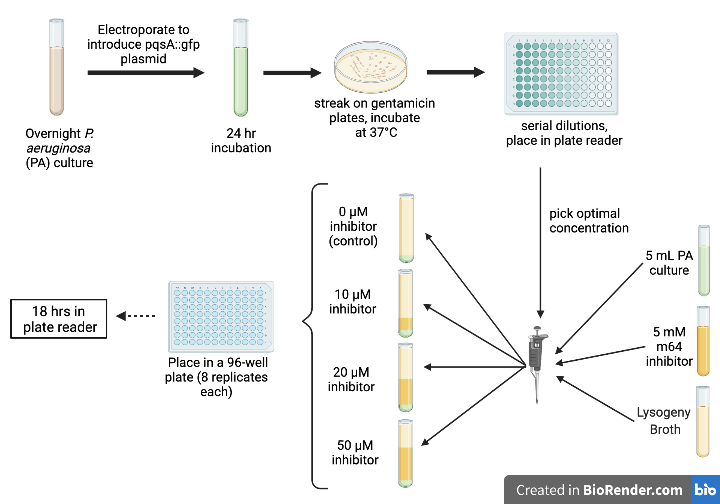 Electroporate to
introduce pqsA::gfp
plasmid
Overnight P.
aeruginosa
(PA) culture
24 hr
incubation
streak on gentamicin
plates, incubate
at 37°C
serial dilutions,
place in plate reader
pick optimal
concentration
5 mL PA
culture
5 mM
m64
inhibitor
Lysogeny
Broth
0 µM
inhibitor
(control)
10 µM
inhibitor
20 µM
inhibitor
50 µM
inhibitor
Place in a 96-well
plate (8 replicates
each)
18 hrs in
plate reader
Created in BioRender.com bio